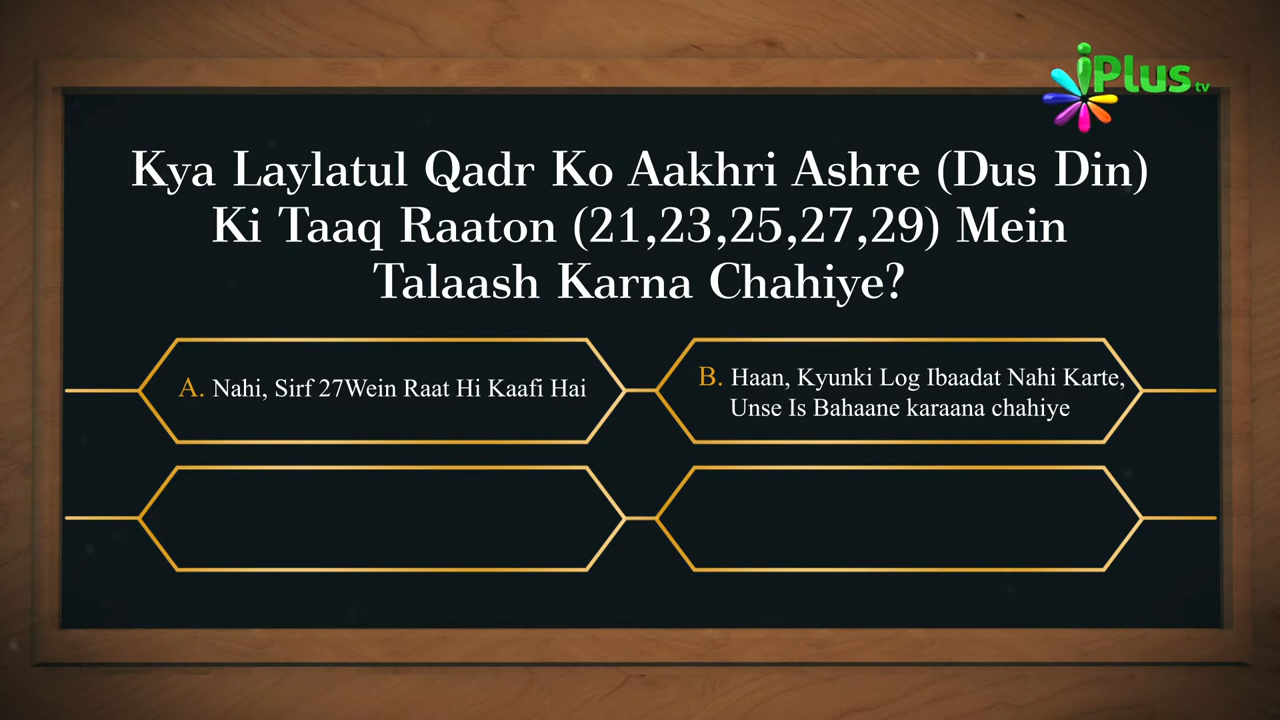 iPlus tv
Kya Laylatul Qadr Ko Aakhri Ashre (Dus Din)
Ki Taaq Raaton (21,23,25,27,29) Mein
Talaash Karna Chahiye?
A. Nahi, Sirf 27Wein Raat Hi Kaafi Hai
B. Haan, Kyunki Log Ibaadat Nahi Karte,
Unse Is Bahaane karaana chahiye